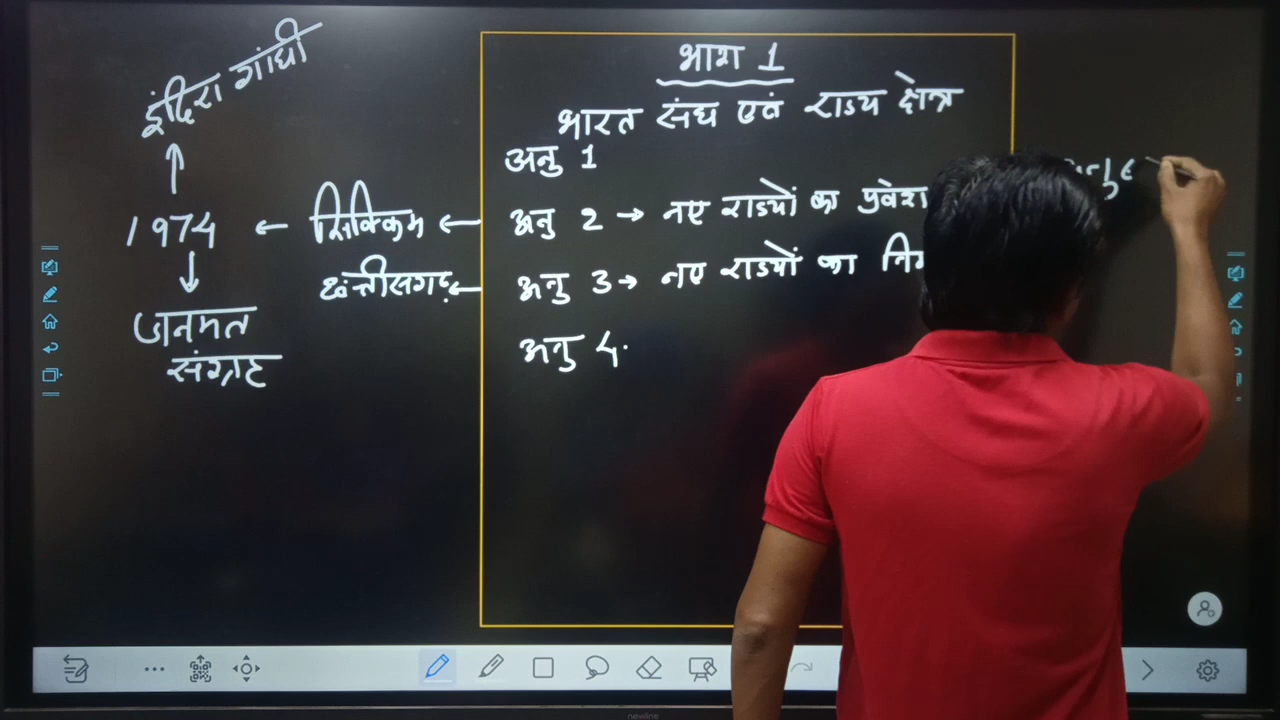 इंदिरा गांधी
1974
जनमत
संग्रह
सिक्किम
छत्तीसगढ़
भाग 1
भारत संघ एवं राज्य क्षेत्र
अनु 1
अनु 2 → नए राज्यों का प्रवेश
अनु 3 → नए राज्यों का
अनु 4
newline